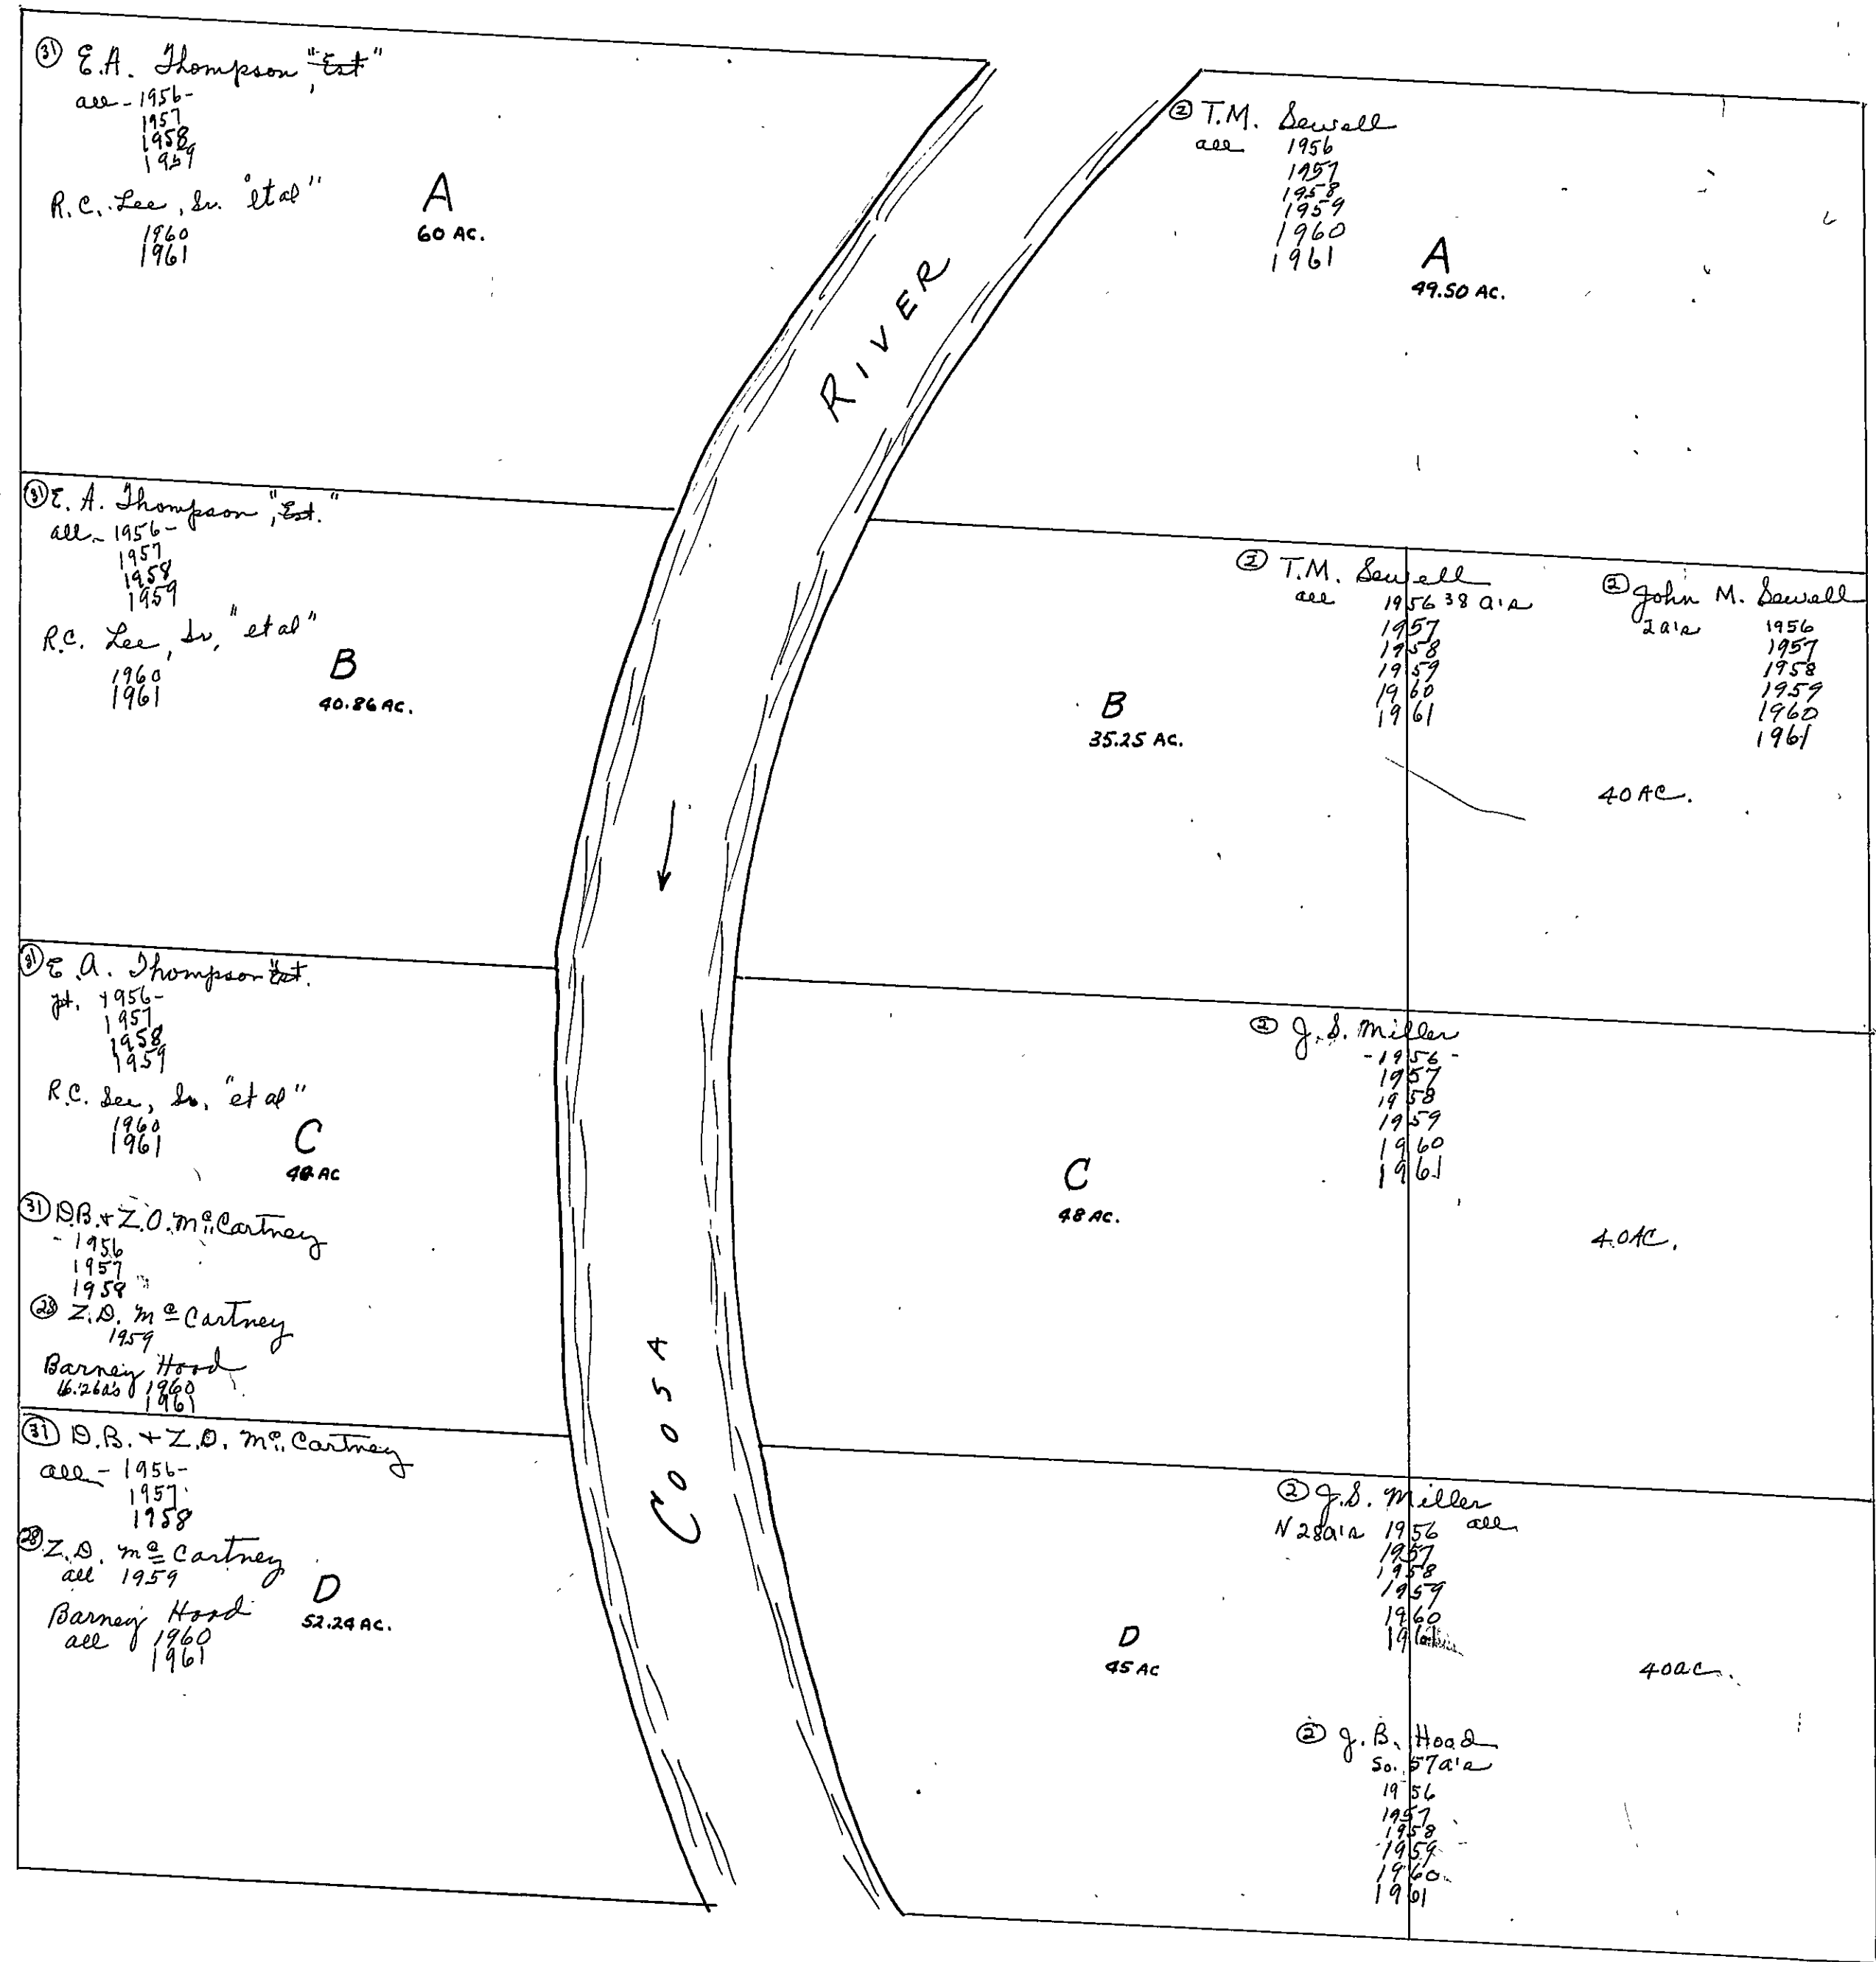 31 E.A. Thompson, "Est"
all - 1956 -
1957
1958
1959
R.C. Lee, Sr. "et al"
1960
1961
A
60 AC.
31 E. A. Thompson, "Est."
all - 1956 -
1957
1958
1959
R.C. Lee, Sr, "et al"
1960
1961
B
40.86 AC.
31 E. A. Thompson "Est.
pt. 1956 -
1957
1958
1959
R.C. Lee, Sr, "et al"
1960
1961
C
AC
31 D.B. + Z.O. McCartney
- 1956
1957
1958
28 Z.D. McCartney
1959
Barney Hood
16.26a's 1960
1961
31 D.B. + Z.D. McCartney
all - 1956 -
1957
1958
28 Z.D. McCartney
all 1959
Barney Hood
all 1960
1961
D
52.24 AC.
COOSA RIVER
2 T.M. Sewell
all 1956
1957
1958
1959
1960
1961
A
49.50 AC.
2 T.M. Sewell
all 1956 38 a's
1957
1958
1959
1960
1961
B
35.25 AC.
2 John M. Sewell
2 a's 1956
1957
1958
1959
1960
1961
40 AC.
2 J.S. Miller
- 1956 -
1957
1958
1959
1960
1961
C
48 AC.
40 AC.
2 J.S. Miller
N 28 a's 1956 all
1957
1958
1959
1960
1961
D
45 AC
40 ac.
2 J. B. Hood
So. 57 a's
1956
1957
1958
1959
1960
1961